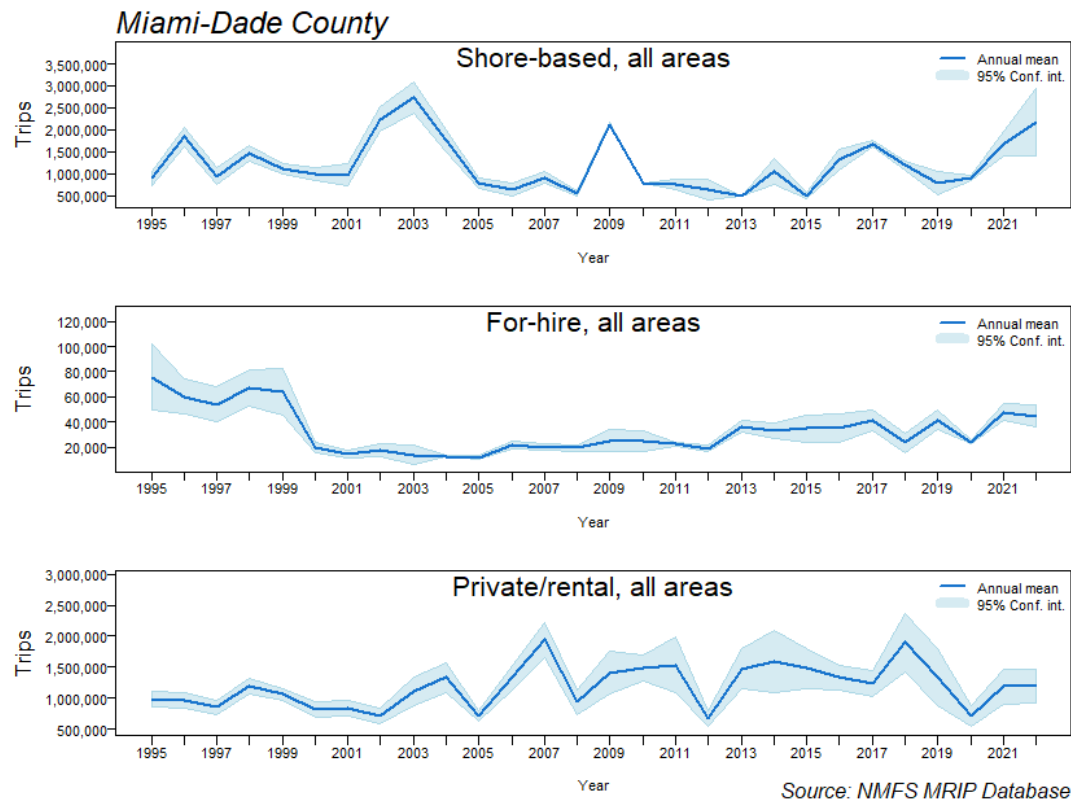 Miami-Dade County
Shore-based, all areas
Annual mean
95% Conf. int.
3,500,000
3,000,000
2,500,000
2,000,000
1,500,000
1,000,000
500,000
Trips
1995 1997 1999 2001 2003 2005 2007 2009 2011 2013 2015 2017 2019 2021
Year
For-hire, all areas
Annual mean
95% Conf. int.
120,000
100,000
80,000
60,000
40,000
20,000
Trips
1995 1997 1999 2001 2003 2005 2007 2009 2011 2013 2015 2017 2019 2021
Year
Private/rental, all areas
Annual mean
95% Conf. int.
3,000,000
2,500,000
2,000,000
1,500,000
1,000,000
500,000
Trips
1995 1997 1999 2001 2003 2005 2007 2009 2011 2013 2015 2017 2019 2021
Year
Source: NMFS MRIP Database